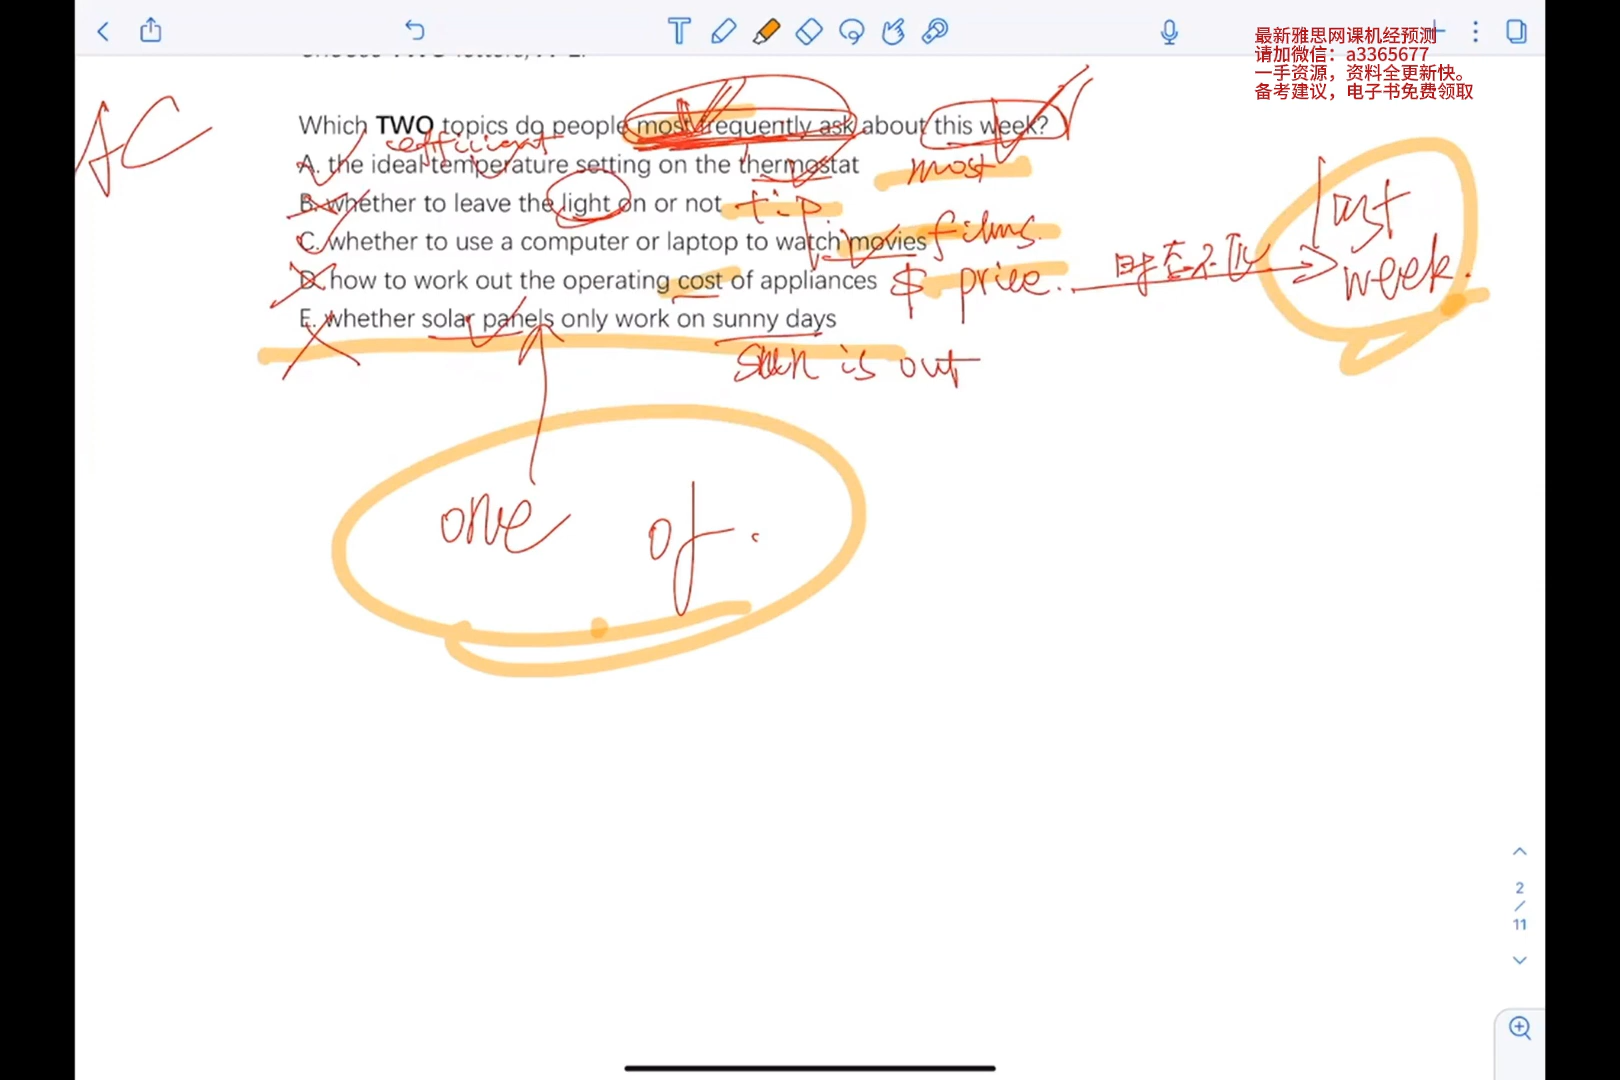 最新雅思网课机经预测
请加微信：a3365677
一手资源，资料全更新快。
备考建议，电子书免费领取
AC
Which TWO topics do people most frequently ask about this week?
efficient
A. the ideal temperature setting on the thermostat most
B. whether to leave the light on or not tip. last
C. whether to use a computer or laptop to watch movies films.
D. how to work out the operating cost of appliances $ price. week.
E. whether solar panels only work on sunny days
sun is out
one of.
2
/
11